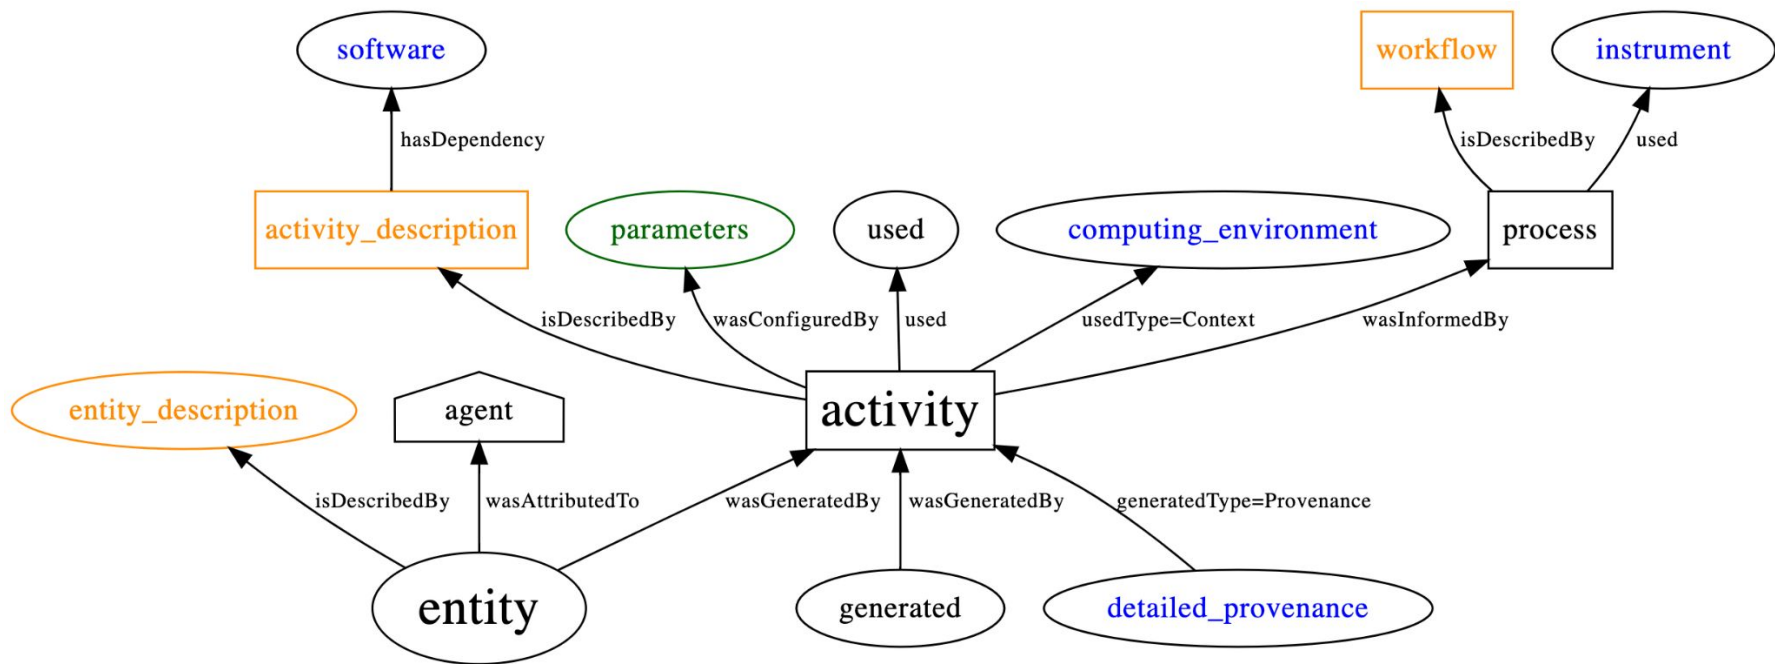 software
workflow
instrument
hasDependency
isDescribedBy
used
activity_description
parameters
used
computing_environment
process
isDescribedBy
wasConfiguredBy
used
usedType=Context
wasInformedBy
entity_description
agent
activity
isDescribedBy
wasAttributedTo
wasGeneratedBy
wasGeneratedBy
generatedType=Provenance
entity
generated
detailed_provenance